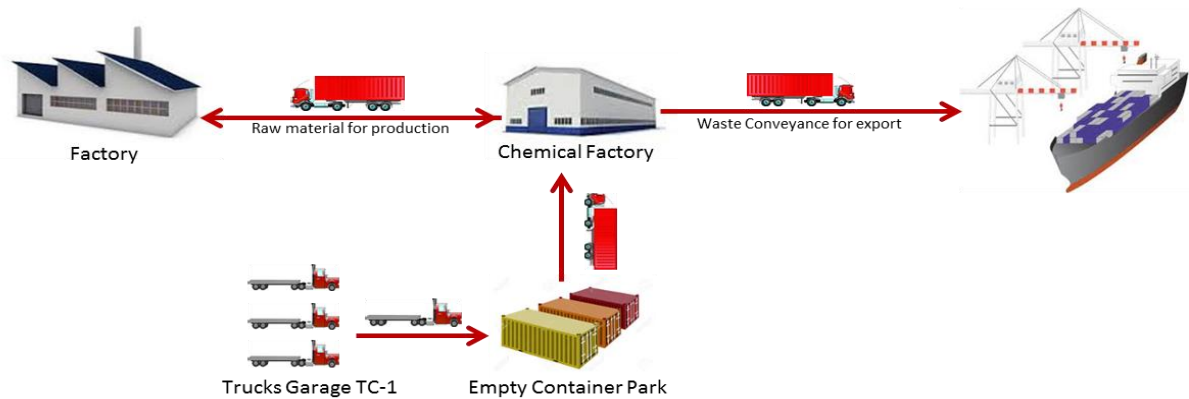 Raw material for production
Waste Conveyance for export
Factory
Chemical Factory
Trucks Garage TC-1
Empty Container Park